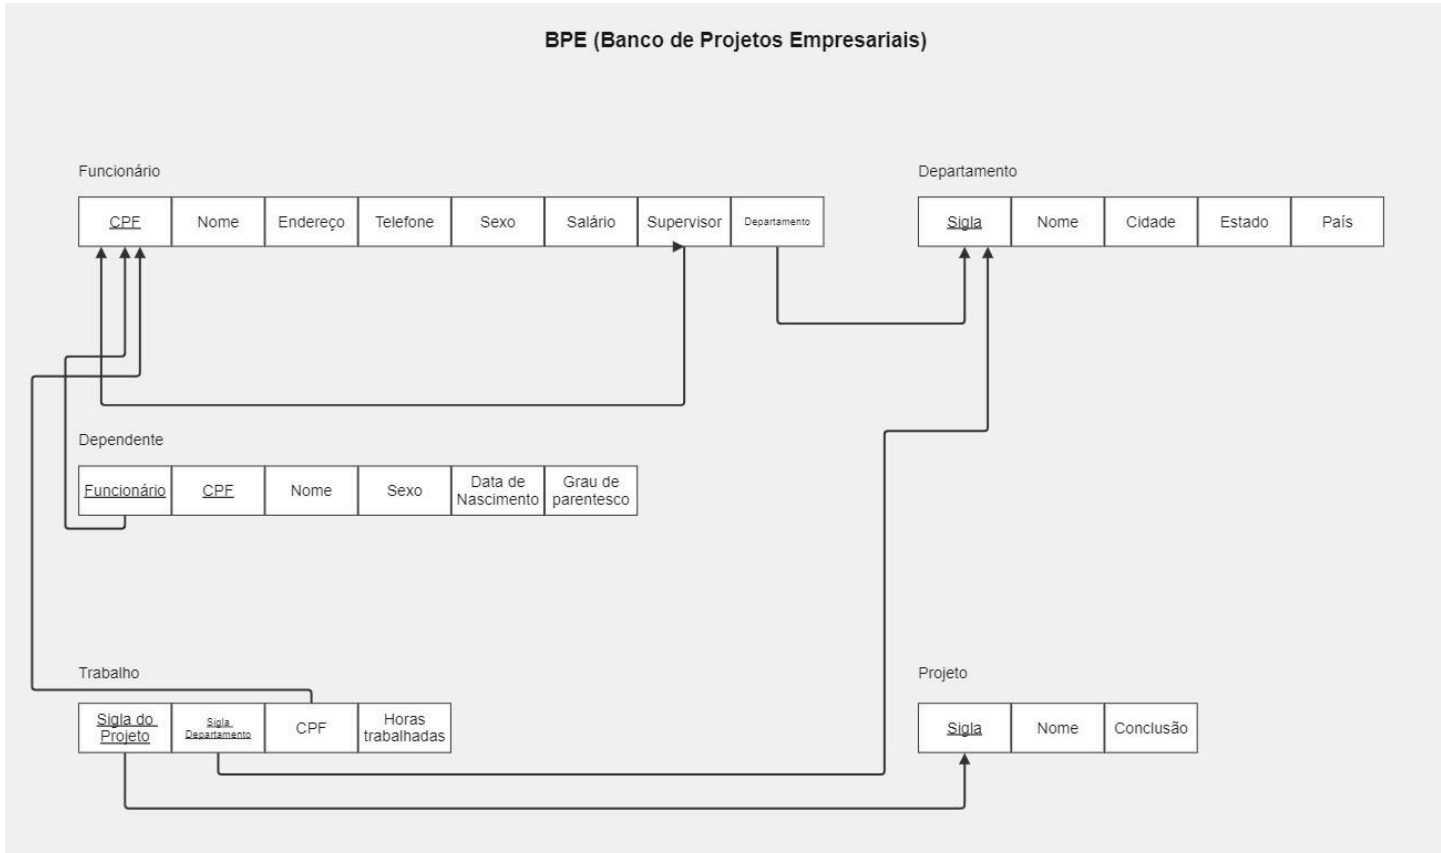 BPE (Banco de Projetos Empresariais)
Funcionário
CPF Nome Endereço Telefone Sexo Salário Supervisor Departamento
Departamento
Sigla Nome Cidade Estado País
Dependente
Funcionário CPF Nome Sexo Data de Nascimento Grau de parentesco
Trabalho
Sigla do Projeto Sigla Departamento CPF Horas trabalhadas
Projeto
Sigla Nome Conclusão